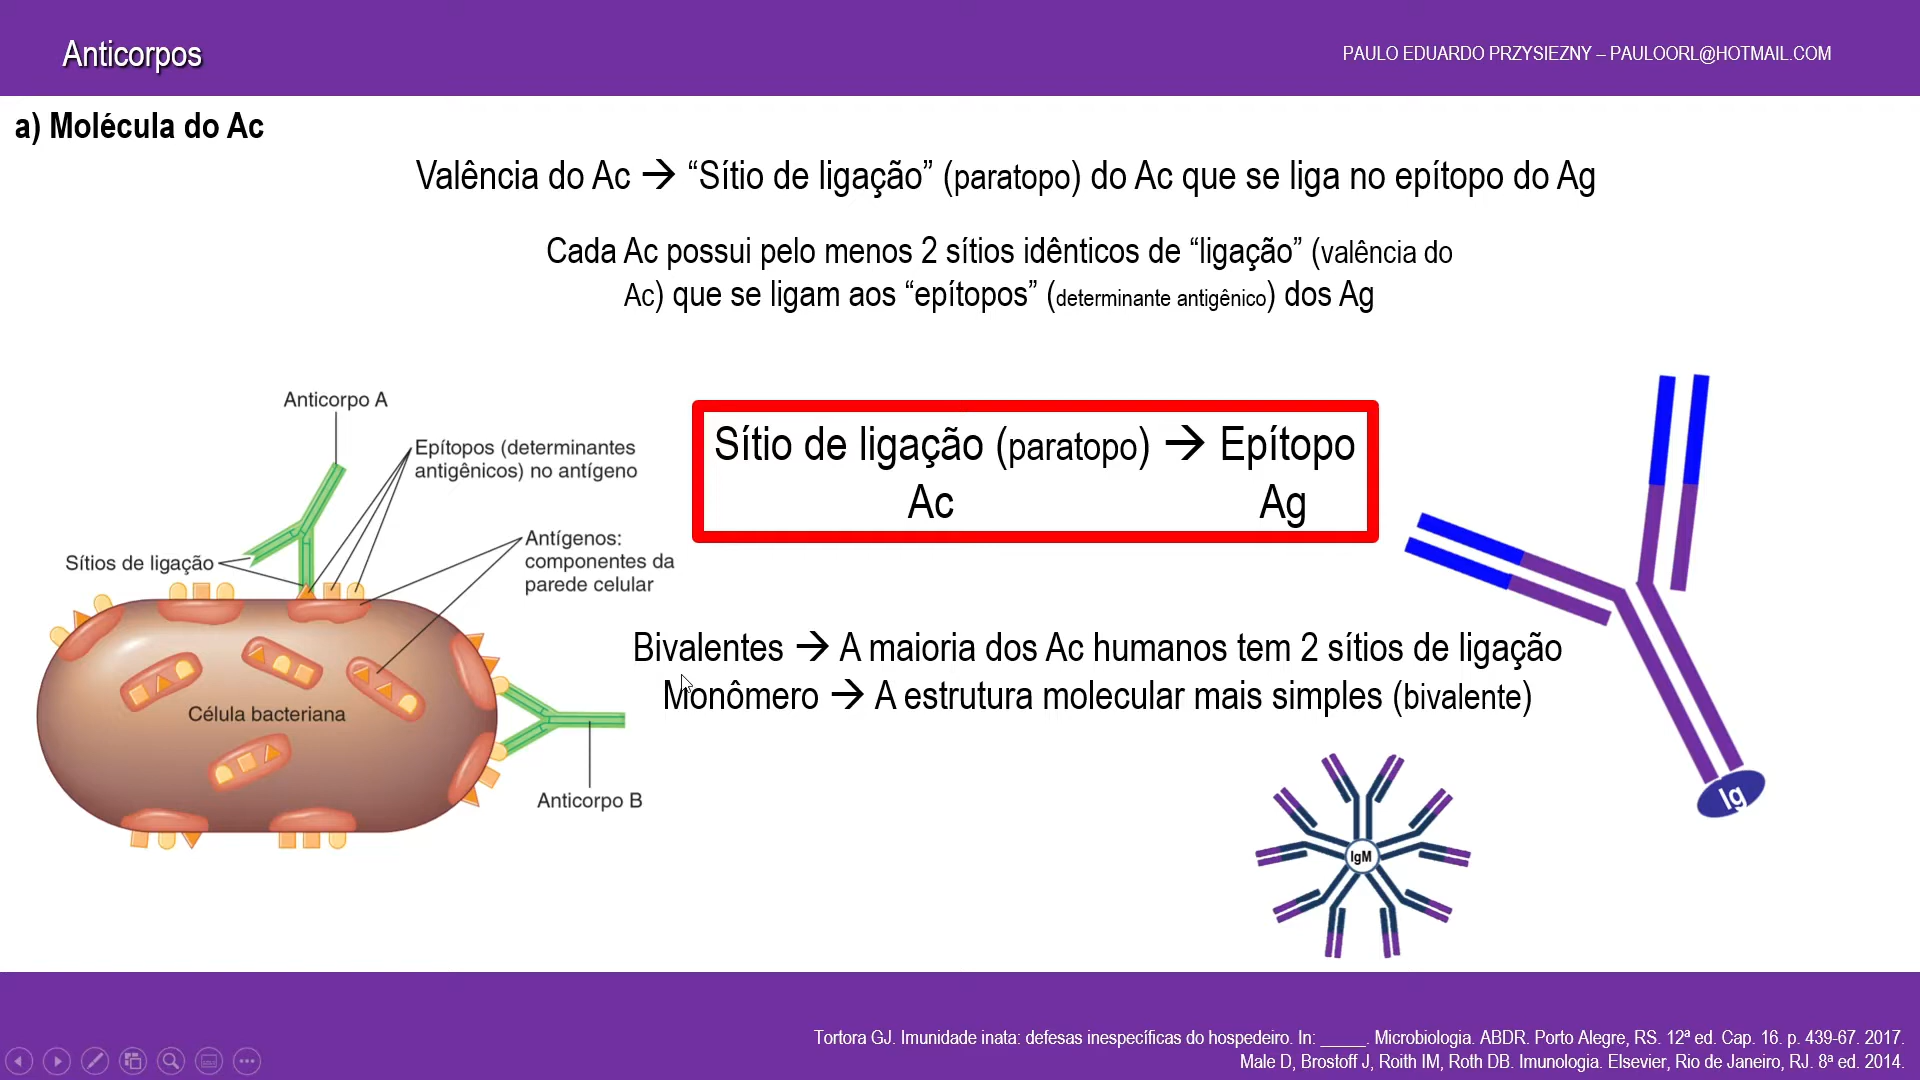 Anticorpos
PAULO EDUARDO PRZYSIEZNY – PAULOORL@HOTMAIL.COM
a) Molécula do Ac
Valência do Ac → “Sítio de ligação” (paratopo) do Ac que se liga no epítopo do Ag
Cada Ac possui pelo menos 2 sítios idênticos de “ligação” (valência do
Ac) que se ligam aos “epítopos” (determinante antigênico) dos Ag
Anticorpo A
Epítopos (determinantes
antigênicos) no antígeno
Sítios de ligação
Antígenos:
componentes da
parede celular
Célula bacteriana
Anticorpo B
Sítio de ligação (paratopo) → Epítopo
Ac Ag
Bivalentes → A maioria dos Ac humanos tem 2 sítios de ligação
Monômero → A estrutura molecular mais simples (bivalente)
Ig
IgM
Tortora GJ. Imunidade inata: defesas inespecíficas do hospedeiro. In: _____. Microbiologia. ABDR. Porto Alegre, RS. 12ª ed. Cap. 16. p. 439-67. 2017.
Male D, Brostoff J, Roith IM, Roth DB. Imunologia. Elsevier, Rio de Janeiro, RJ. 8ª ed. 2014.